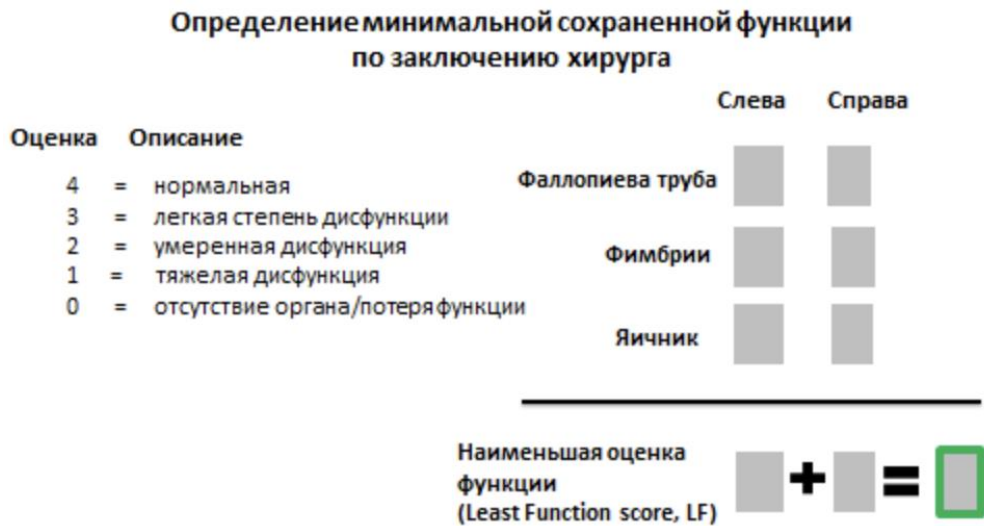 Определение минимальной сохраненной функции
по заключению хирурга
Слева Справа
Оценка Описание
4 = нормальная
3 = легкая степень дисфункции
2 = умеренная дисфункция
1 = тяжелая дисфункция
0 = отсутствие органа/потеря функции
Фаллопиева труба
Фимбрии
Яичник
Наименьшая оценка
функции
(Least Function score, LF)
+ =